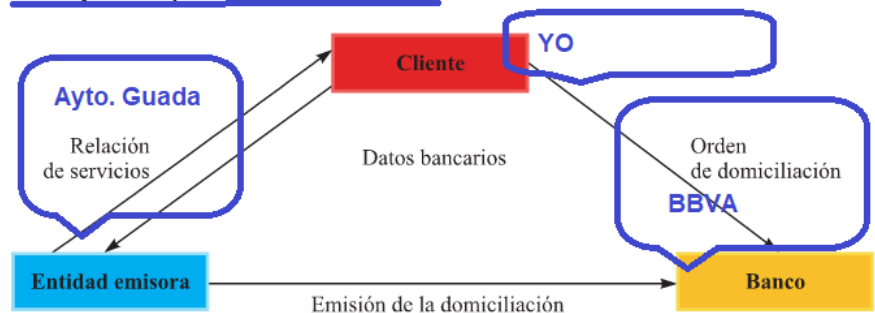 YO
Cliente
Ayto. Guada
Relación
de servicios
Datos bancarios
Orden
de domiciliación
BBVA
Entidad emisora
Banco
Emisión de la domiciliación